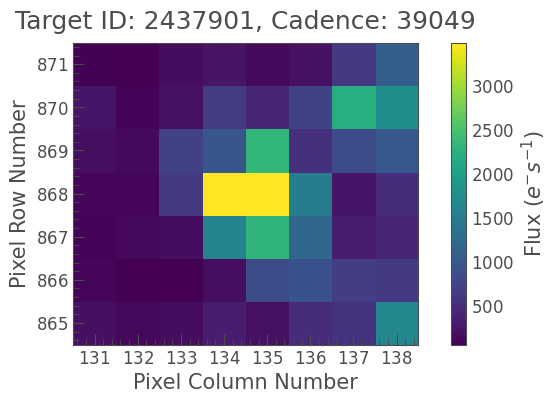 Target ID: 2437901, Cadence: 39049
871
870
869
868
867
866
865
Pixel Row Number
131 132 133 134 135 136 137 138
Pixel Column Number
3000
2500
2000
1500
1000
500
Flux (e⁻s⁻¹)